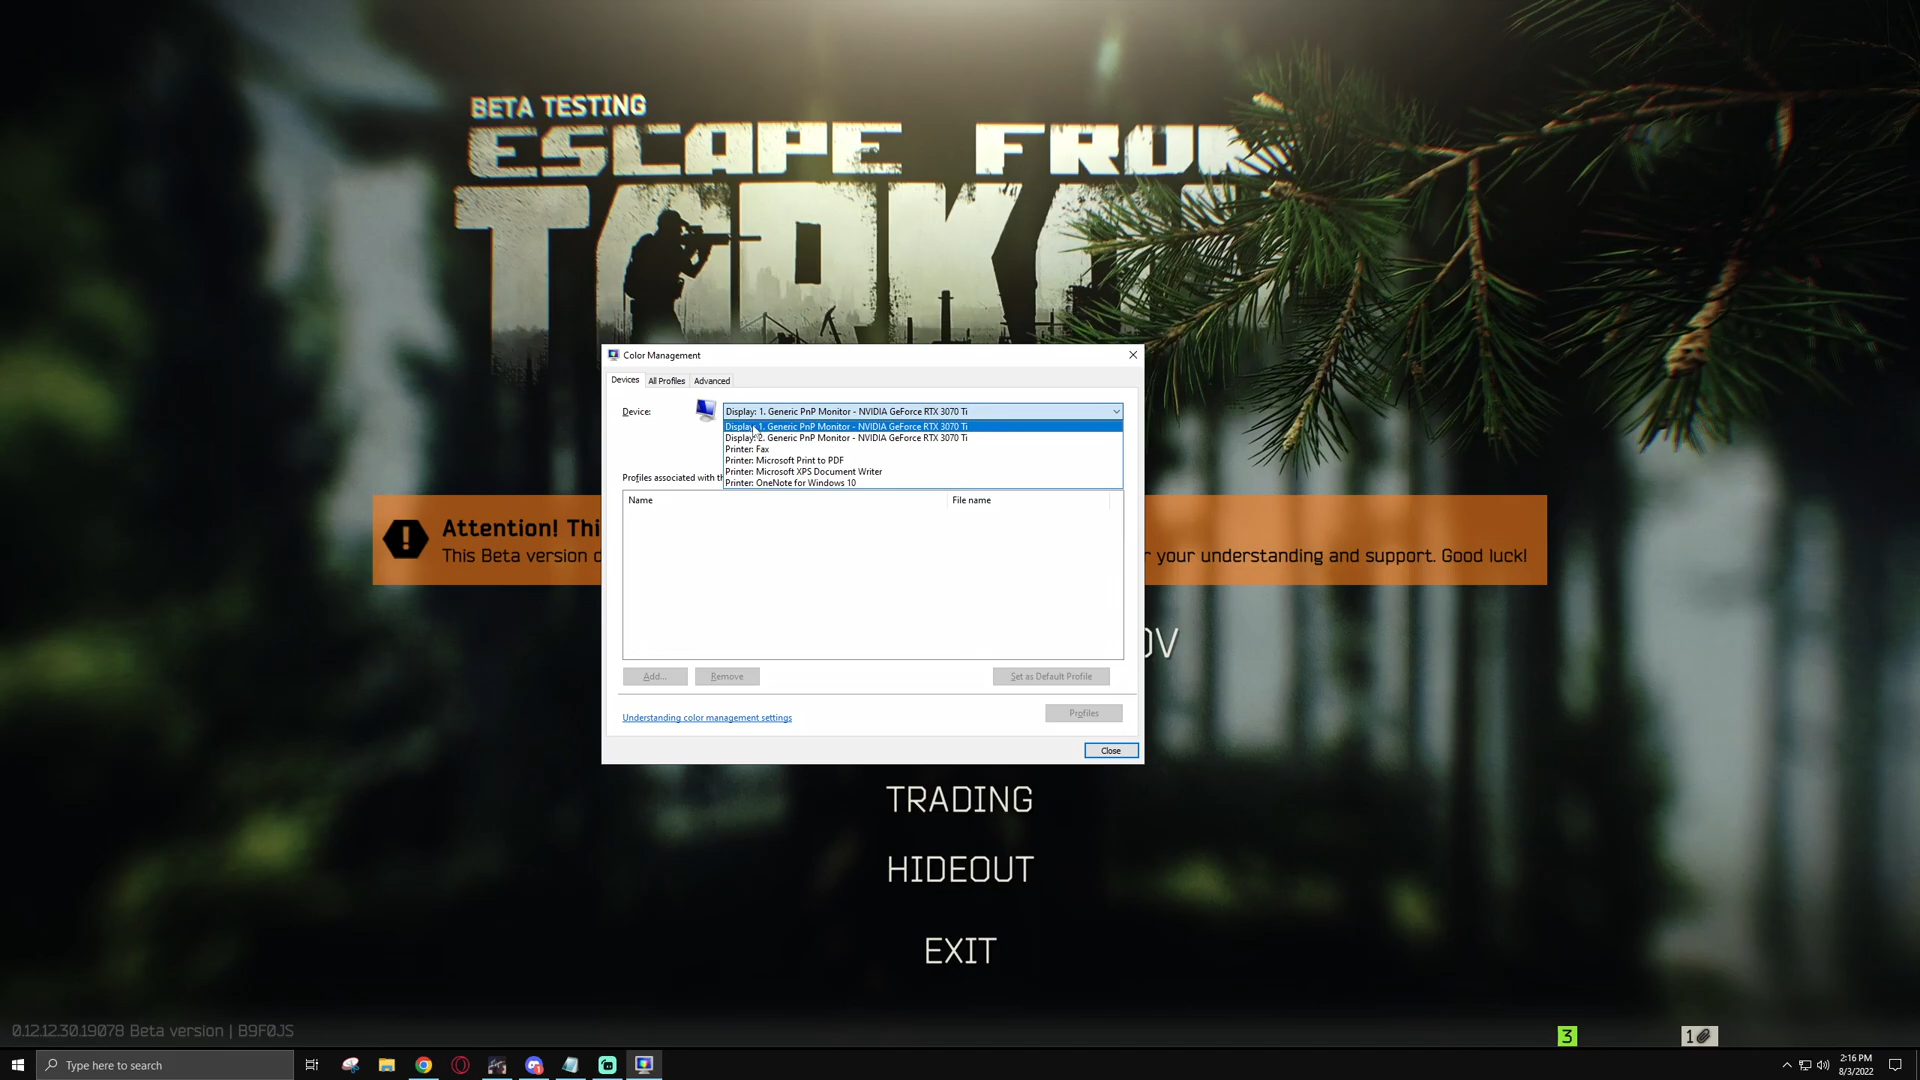 BETA TESTING
ESCAPE FROM
Color Management
Devices
All Profiles
Advanced
Device:
Display: 1. Generic PnP Monitor - NVIDIA GeForce RTX 3070 Ti
Display: 1. Generic PnP Monitor - NVIDIA GeForce RTX 3070 Ti
Display: 2. Generic PnP Monitor - NVIDIA GeForce RTX 3070 Ti
Printer: Fax
Printer: Microsoft Print to PDF
Printer: Microsoft XPS Document Writer
Printer: OneNote for Windows 10
Profiles associated with
Name
File name
Attention!
This Beta version
your understanding and support. Good luck!
Add...
Remove
Set as Default Profile
Understanding color management settings
Profiles
Close
TRADING
HIDEOUT
EXIT
0.12.12.30.19078 Beta version | B9F0JS
3
1
Type here to search
2:16 PM
8/3/2022